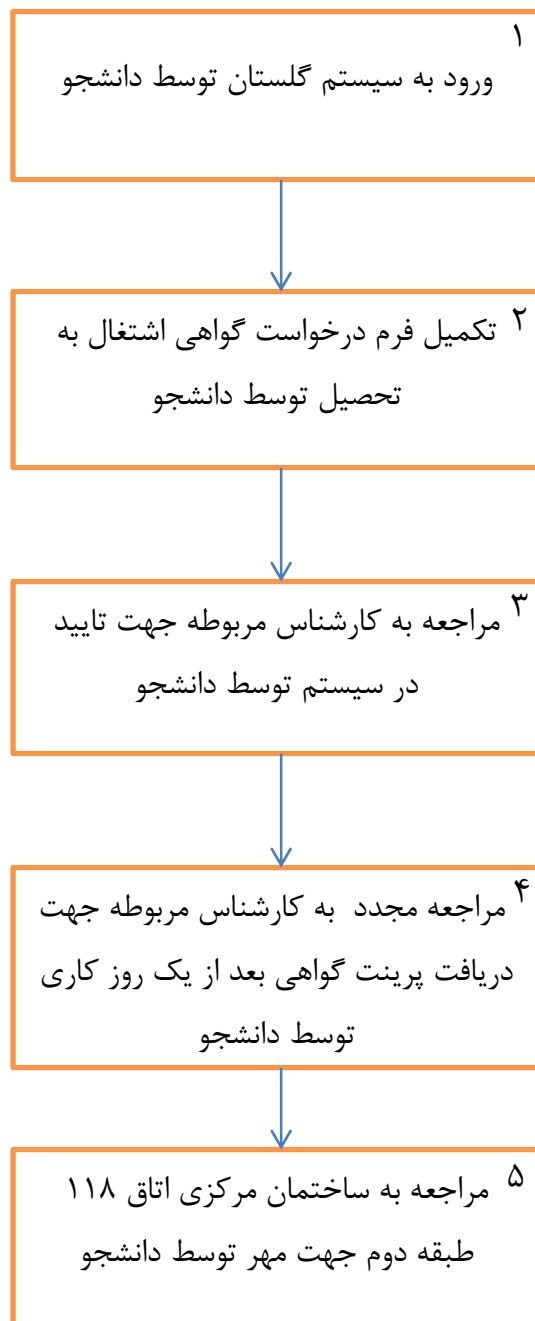 ۱
ورود به سیستم گلستان توسط دانشجو
۲ تکمیل فرم درخواست گواهی اشتغال به
تحصیل توسط دانشجو
۳ مراجعه به کارشناس مربوطه جهت تایید
در سیستم توسط دانشجو
۴ مراجعه مجدد به کارشناس مربوطه جهت
دریافت پرینت گواهی بعد از یک روز کاری
توسط دانشجو
۵ مراجعه به ساختمان مرکزی اتاق ۱۱۸
طبقه دوم جهت مهر توسط دانشجو